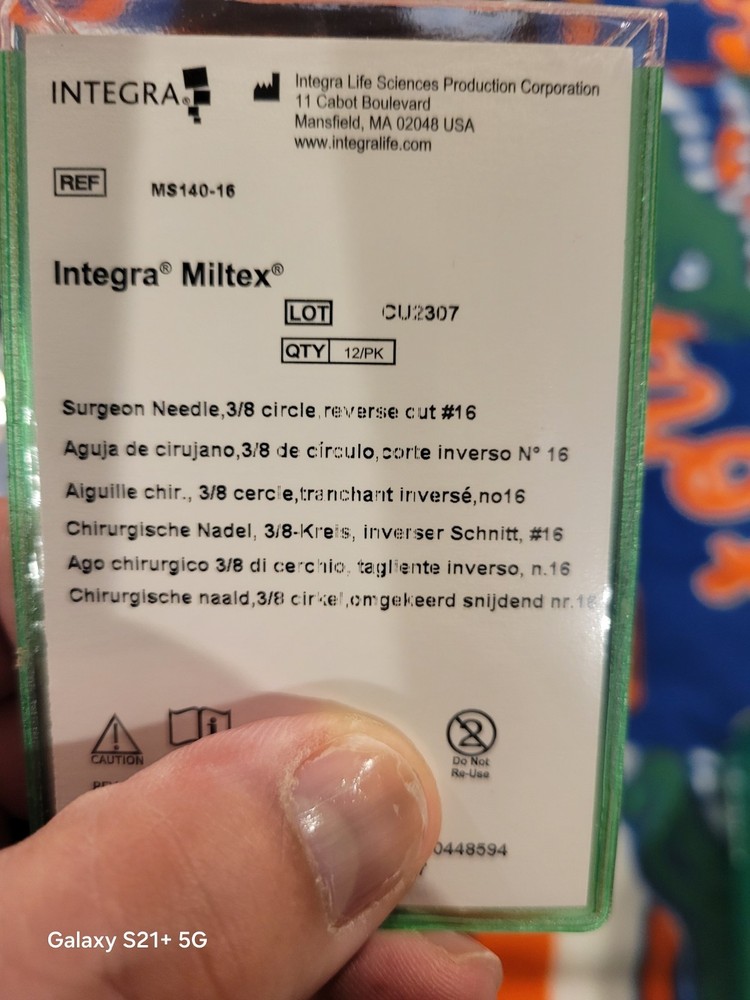 INTEGRA®
Integra Life Sciences Production Corporation
11 Cabot Boulevard
Mansfield, MA 02048 USA
www.integralife.com
REF MS140-16
Integra® Miltex®
LOT CU2307
QTY 12/PK
Surgeon Needle,3/8 circle,reverse cut #16
Aguja de cirujano,3/8 de círculo,corte inverso N° 16
Aiguille chir., 3/8 cercle,tranchant inversé,no16
Chirurgische Nadel, 3/8-Kreis, inverser Schnitt, #16
Ago chirurgico 3/8 di cerchio, tagliente inverso, n.16
Chirurgische naald,3/8 cirkel,omgekeerd snijdend nr.16
CAUTION
2
Do Not
Re-Use
0448594
Galaxy S21+ 5G